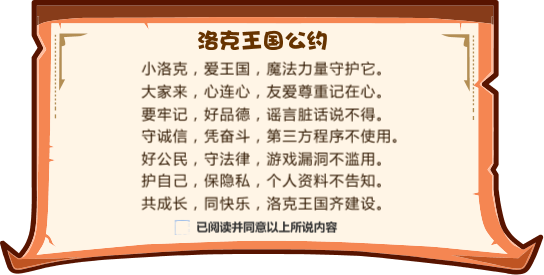 洛克王国公约
小洛克，爱王国，魔法力量守护它。
大家来，心连心，友爱尊重记在心。
要牢记，好品德，谣言脏话说不得。
守诚信，凭奋斗，第三方程序不使用。
好公民，守法律，游戏漏洞不滥用。
护自己，保隐私，个人资料不告知。
共成长，同快乐，洛克王国齐建设。
已阅读并同意以上所说内容